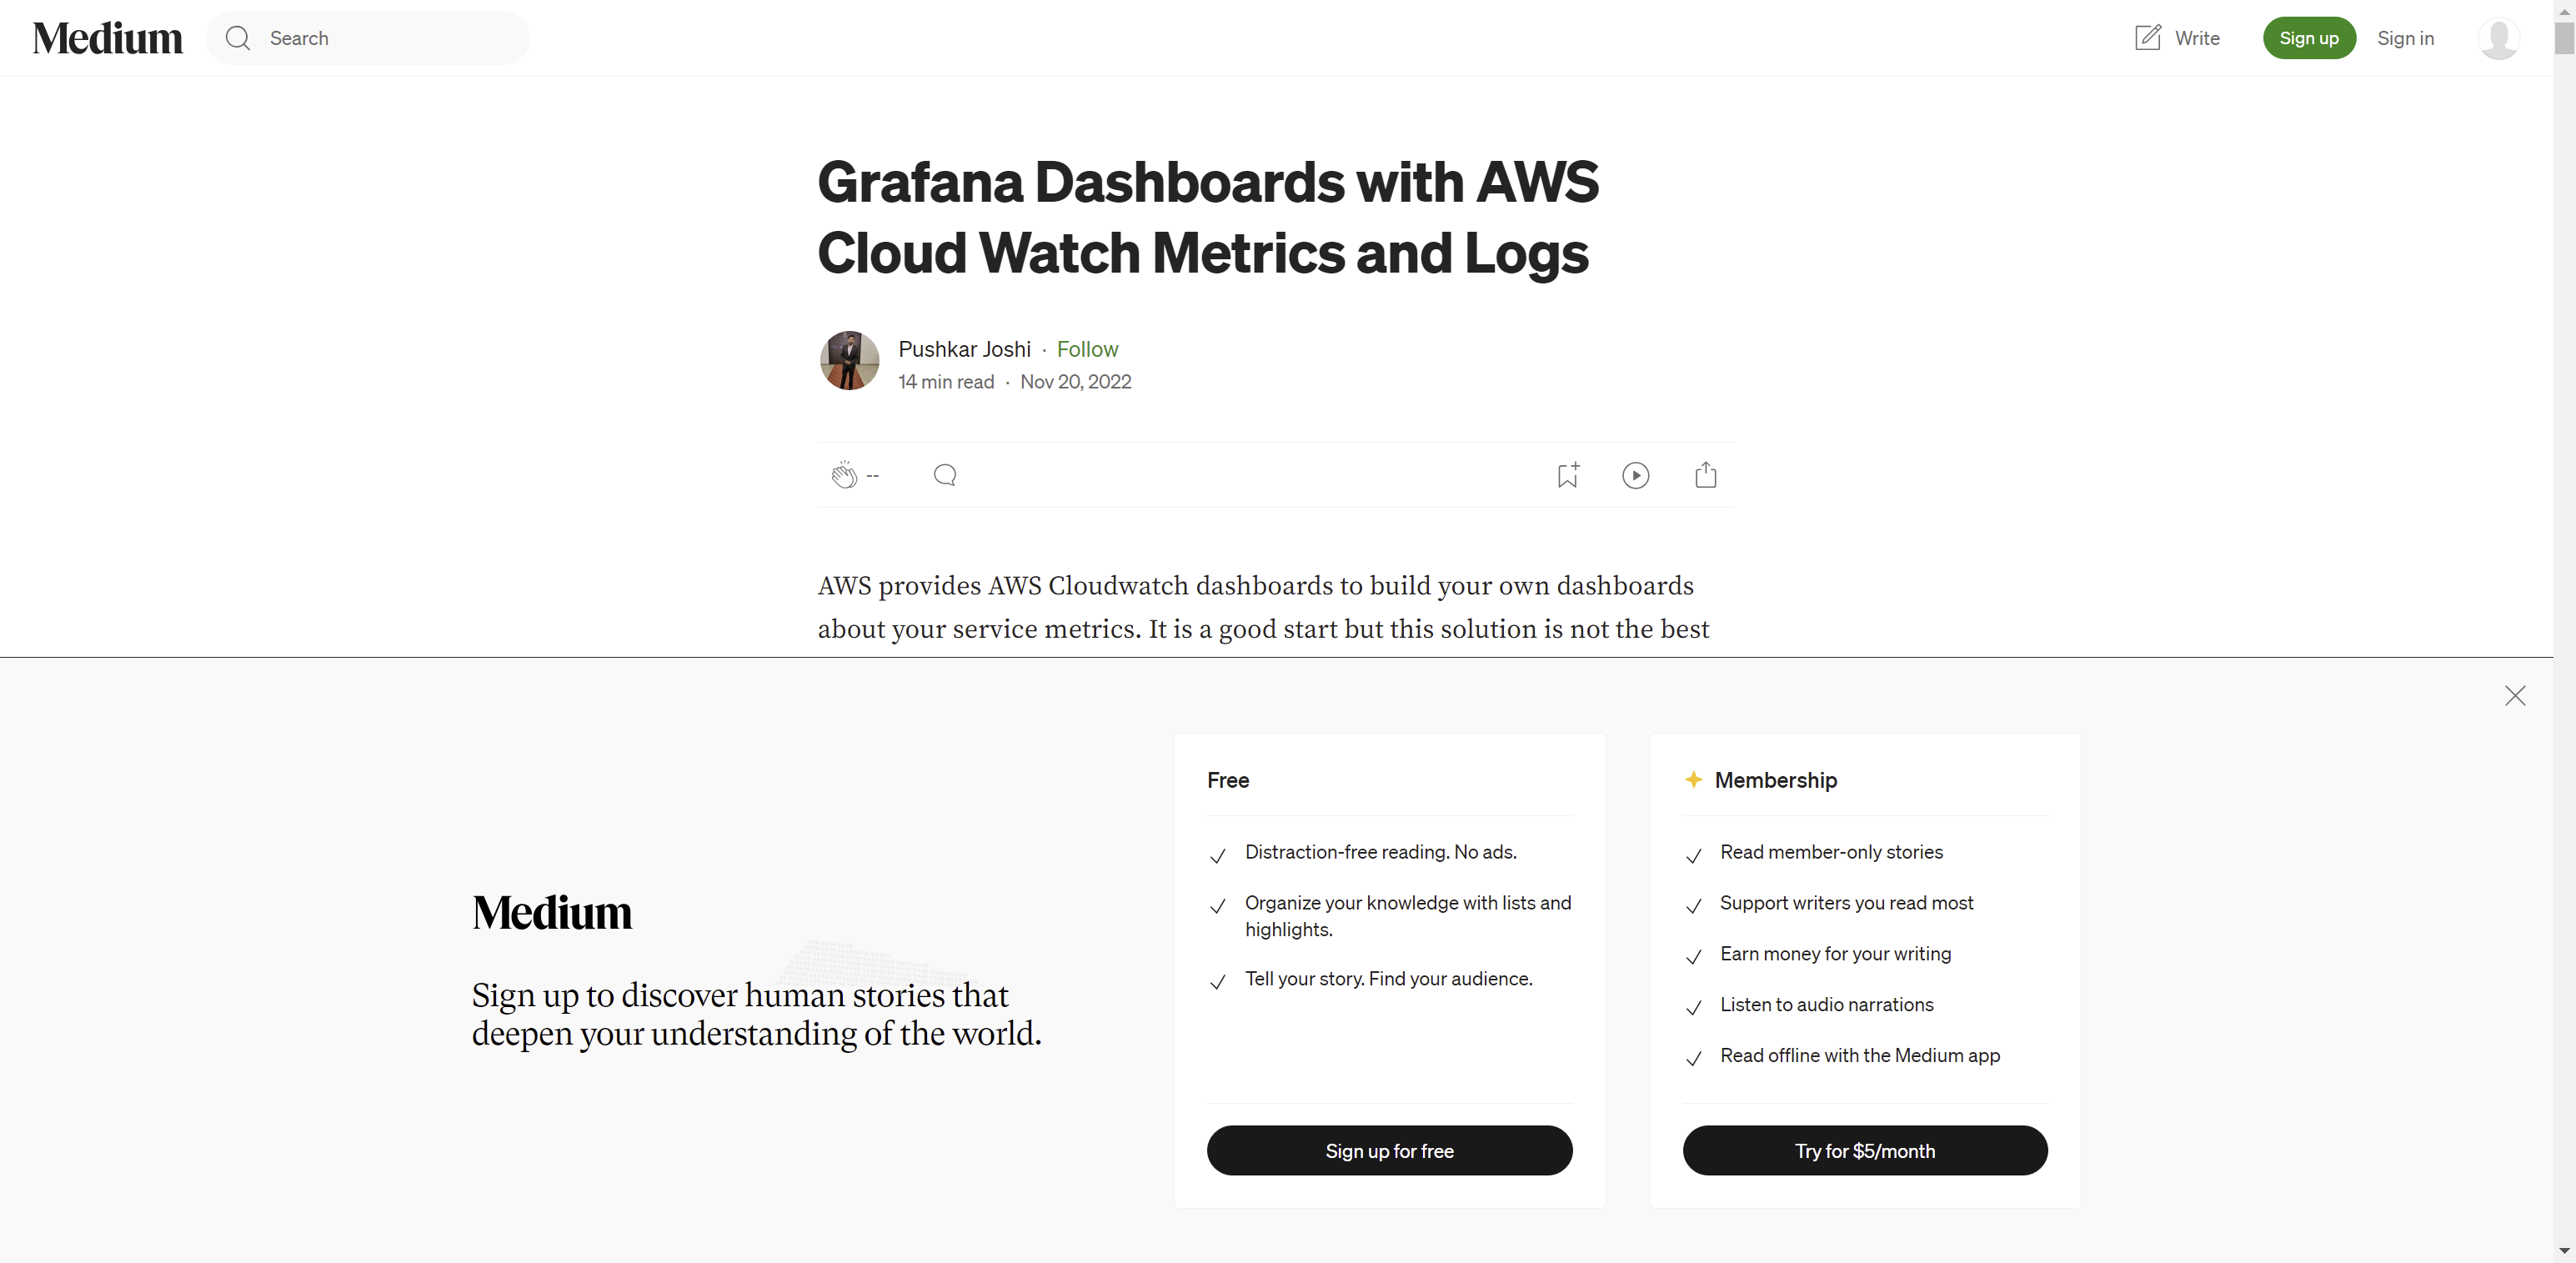 Medium
Search
Write
Sign up
Sign in
Grafana Dashboards with AWS
Cloud Watch Metrics and Logs
Pushkar Joshi · Follow
14 min read · Nov 20, 2022
--
AWS provides AWS Cloudwatch dashboards to build your own dashboards
about your service metrics. It is a good start but this solution is not the best
Medium
Sign up to discover human stories that
deepen your understanding of the world.
Free
Distraction-free reading. No ads.
Organize your knowledge with lists and
highlights.
Tell your story. Find your audience.
Sign up for free
Membership
Read member-only stories
Support writers you read most
Earn money for your writing
Listen to audio narrations
Read offline with the Medium app
Try for $5/month